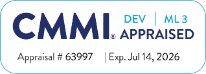 CMMI® DEV | ML 3
APPRAISED
Appraisal # 63997 | Exp. Jul 14, 2026